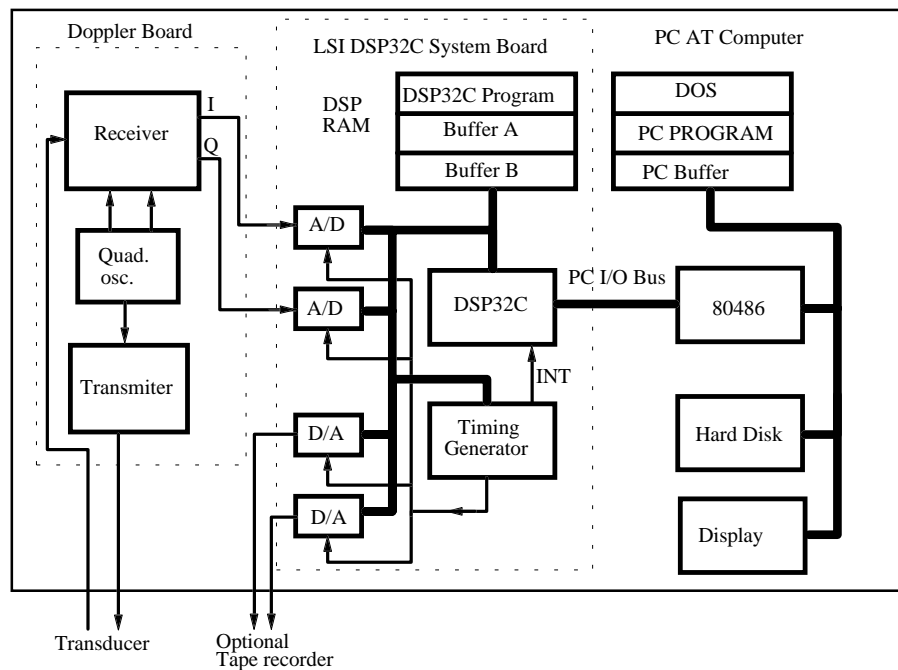 Doppler Board
LSI DSP32C System Board
PC AT Computer
Receiver
I
Q
Quad.
osc.
Transmiter
DSP
RAM
DSP32C Program
Buffer A
Buffer B
A/D
A/D
D/A
D/A
DSP32C
INT
Timing
Generator
PC I/O Bus
DOS
PC PROGRAM
PC Buffer
80486
Hard Disk
Display
Transducer
Optional
Tape recorder